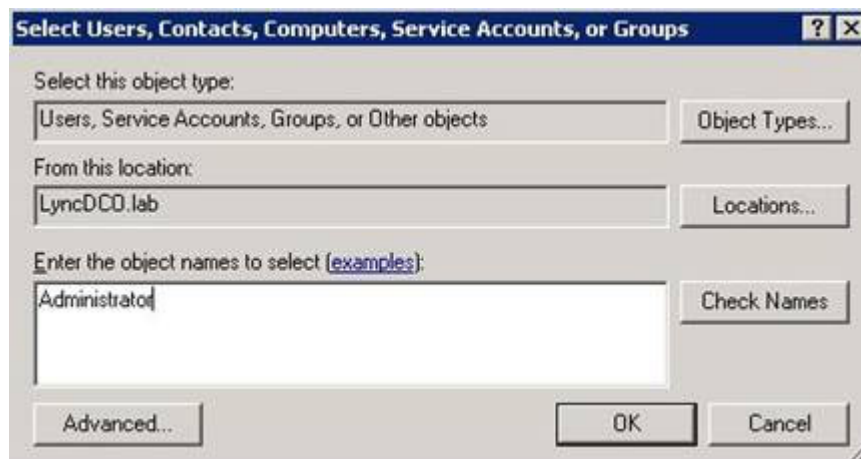 Select Users, Contacts, Computers, Service Accounts, or Groups
Select this object type:
Users, Service Accounts, Groups, or Other objects
Object Types...
From this location:
LyncDCO.lab
Locations...
Enter the object names to select (examples):
Administrator
Check Names
Advanced...
OK
Cancel